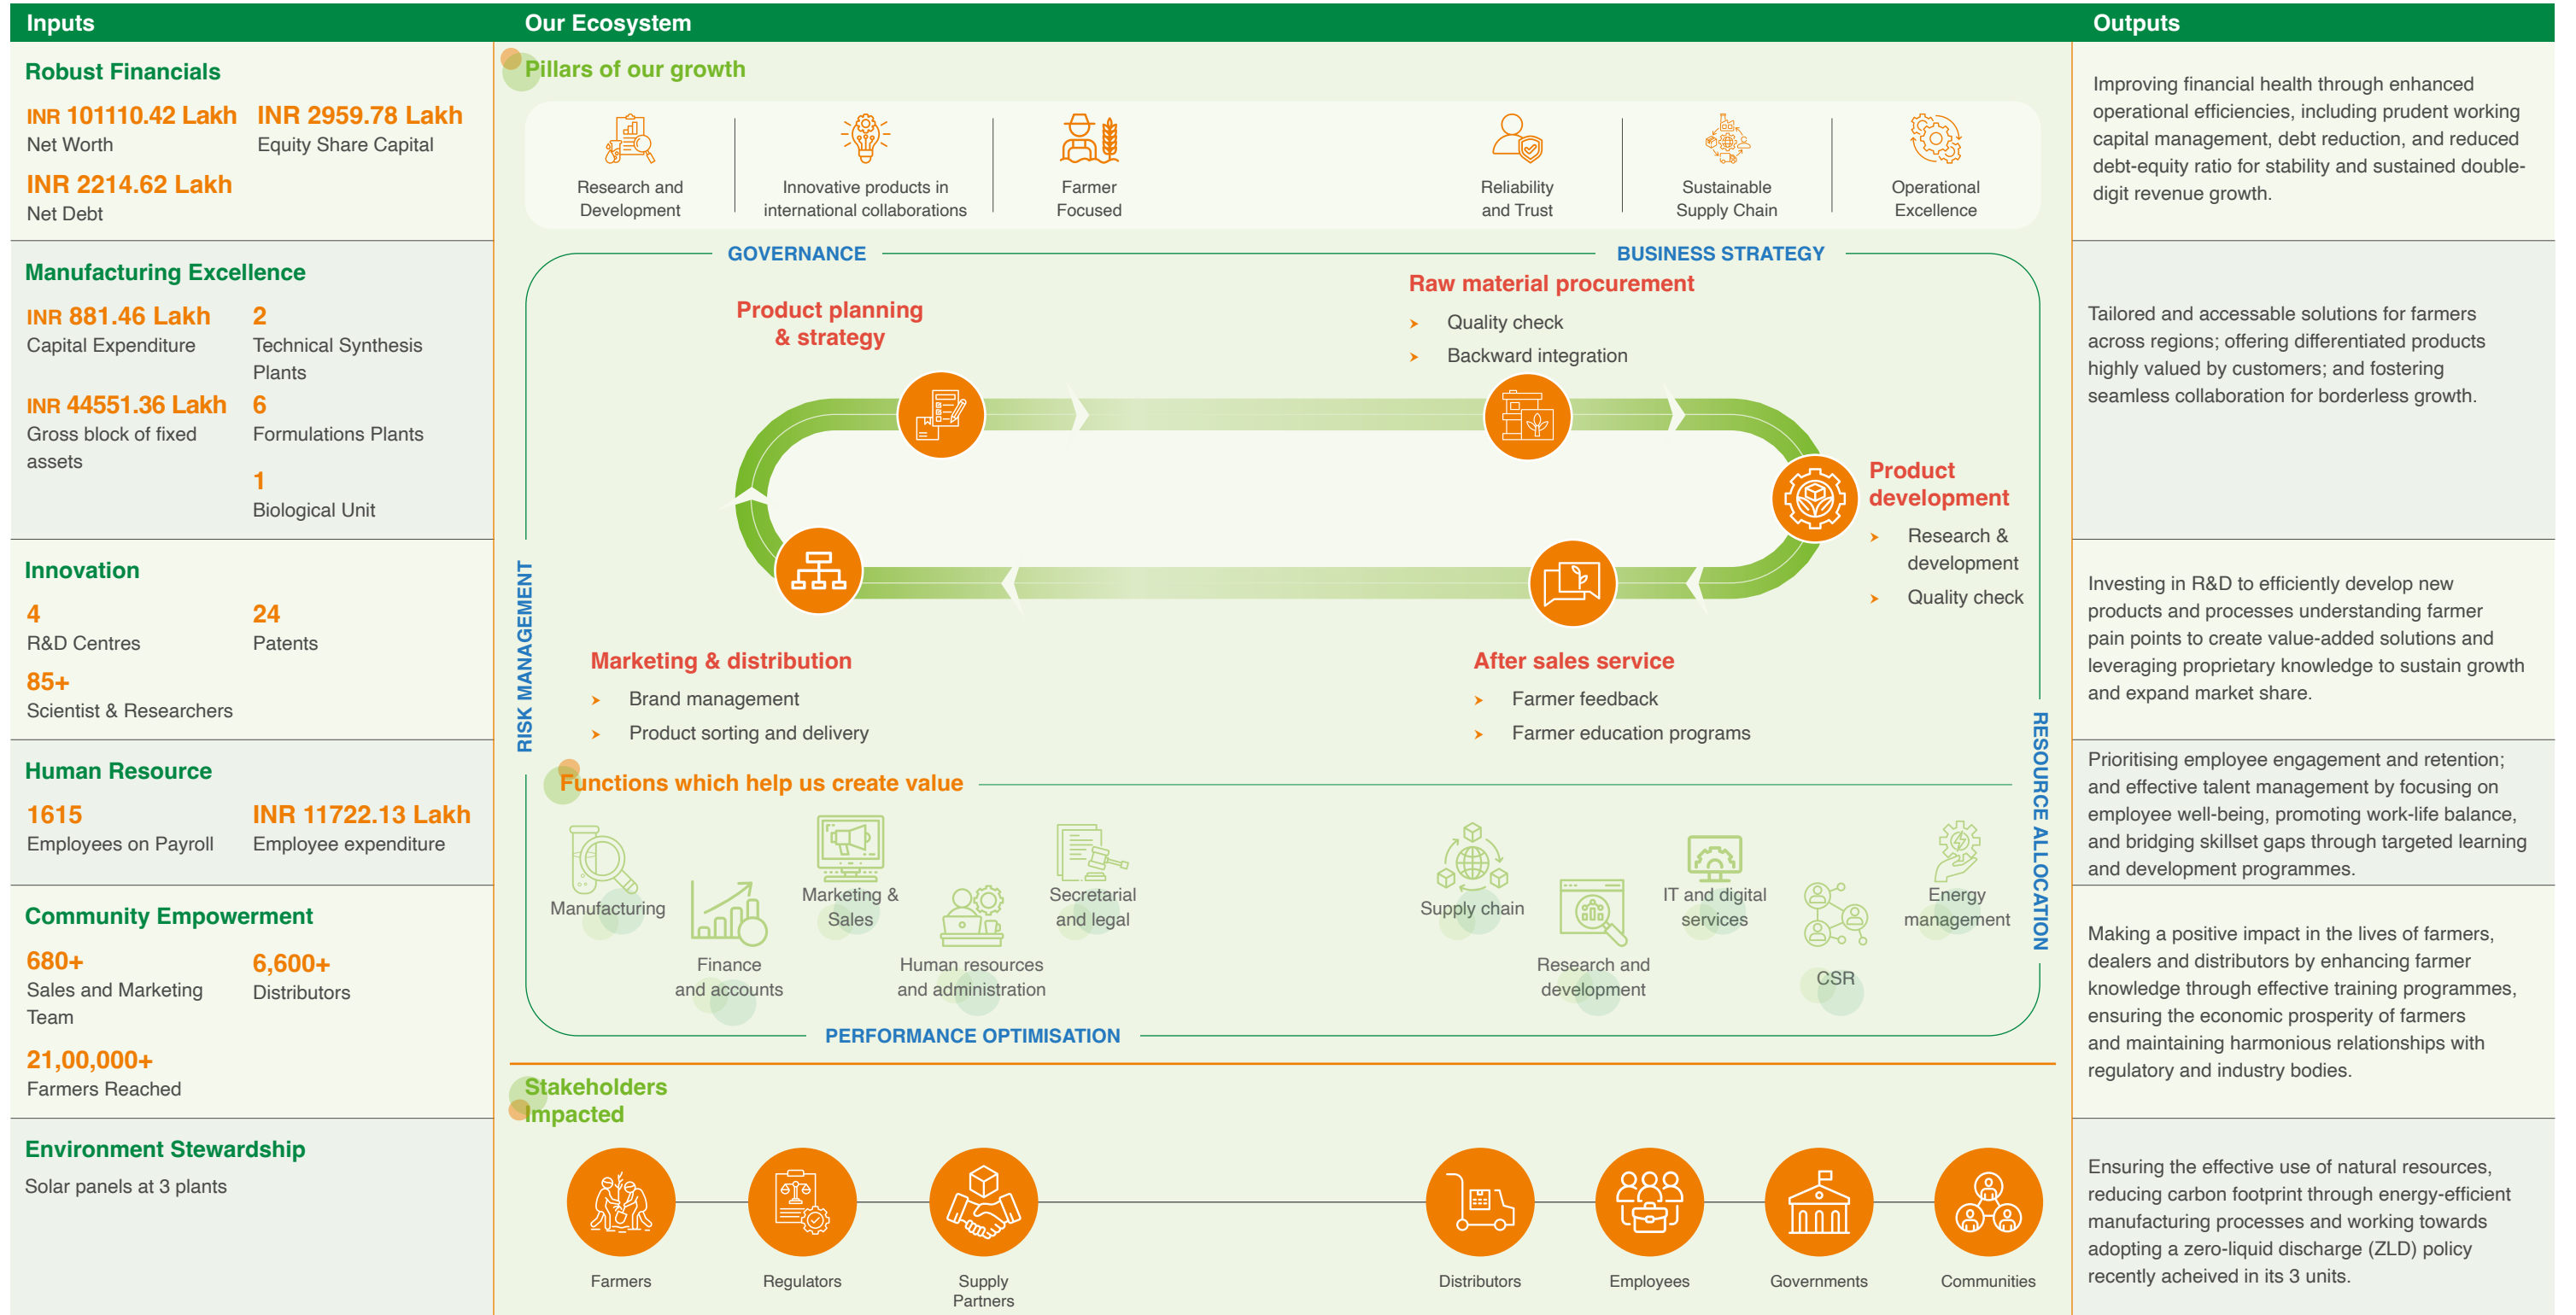 Inputs
Our Ecosystem
Outputs
Robust Financials
INR 101110.42 Lakh
Net Worth
INR 2959.78 Lakh
Equity Share Capital
INR 2214.62 Lakh
Net Debt
Manufacturing Excellence
INR 881.46 Lakh
Capital Expenditure
2
Technical Synthesis
Plants
INR 44551.36 Lakh
Gross block of fixed
assets
6
Formulations Plants
1
Biological Unit
Innovation
4
R&D Centres
24
Patents
85+
Scientist & Researchers
Human Resource
1615
Employees on Payroll
INR 11722.13 Lakh
Employee expenditure
Community Empowerment
680+
Sales and Marketing
Team
6,600+
Distributors
21,00,000+
Farmers Reached
Environment Stewardship
Solar panels at 3 plants
Pillars of our growth
Research and
Development
Innovative products in
international collaborations
Farmer
Focused
Reliability
and Trust
Sustainable
Supply Chain
Operational
Excellence
GOVERNANCE
BUSINESS STRATEGY
Product planning
& strategy
Raw material procurement
Quality check
Backward integration
Product
development
Research &
development
Quality check
RISK MANAGEMENT
Marketing & distribution
Brand management
Product sorting and delivery
After sales service
Farmer feedback
Farmer education programs
RESOURCE ALLOCATION
Functions which help us create value
Manufacturing
Finance
and accounts
Marketing &
Sales
Human resources
and administration
Secretarial
and legal
Supply chain
Research and
development
IT and digital
services
CSR
Energy
management
PERFORMANCE OPTIMISATION
Stakeholders
Impacted
Farmers
Regulators
Supply
Partners
Distributors
Employees
Governments
Communities
Improving financial health through enhanced
operational efficiencies, including prudent working
capital management, debt reduction, and reduced
debt-equity ratio for stability and sustained double-
digit revenue growth.
Tailored and accessable solutions for farmers
across regions; offering differentiated products
highly valued by customers; and fostering
seamless collaboration for borderless growth.
Investing in R&D to efficiently develop new
products and processes understanding farmer
pain points to create value-added solutions and
leveraging proprietary knowledge to sustain growth
and expand market share.
Prioritising employee engagement and retention;
and effective talent management by focusing on
employee well-being, promoting work-life balance,
and bridging skillset gaps through targeted learning
and development programmes.
Making a positive impact in the lives of farmers,
dealers and distributors by enhancing farmer
knowledge through effective training programmes,
ensuring the economic prosperity of farmers
and maintaining harmonious relationships with
regulatory and industry bodies.
Ensuring the effective use of natural resources,
reducing carbon footprint through energy-efficient
manufacturing processes and working towards
adopting a zero-liquid discharge (ZLD) policy
recently acheived in its 3 units.